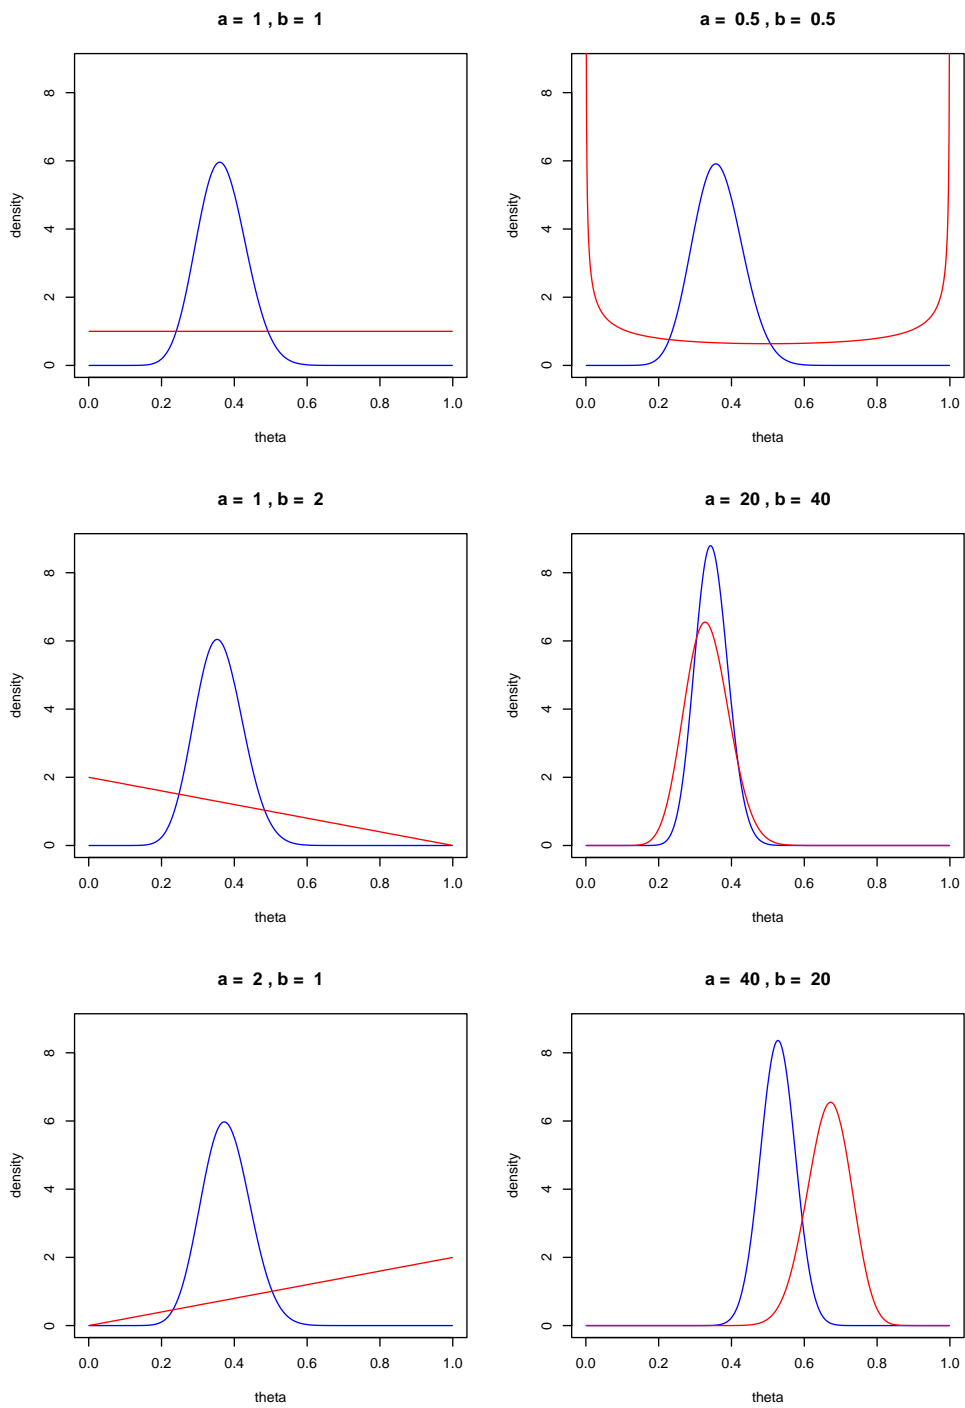 a = 1 , b = 1
density
0 2 4 6 8
0.0 0.2 0.4 0.6 0.8 1.0
theta
a = 0.5 , b = 0.5
density
0 2 4 6 8
0.0 0.2 0.4 0.6 0.8 1.0
theta
a = 1 , b = 2
density
0 2 4 6 8
0.0 0.2 0.4 0.6 0.8 1.0
theta
a = 20 , b = 40
density
0 2 4 6 8
0.0 0.2 0.4 0.6 0.8 1.0
theta
a = 2 , b = 1
density
0 2 4 6 8
0.0 0.2 0.4 0.6 0.8 1.0
theta
a = 40 , b = 20
density
0 2 4 6 8
0.0 0.2 0.4 0.6 0.8 1.0
theta